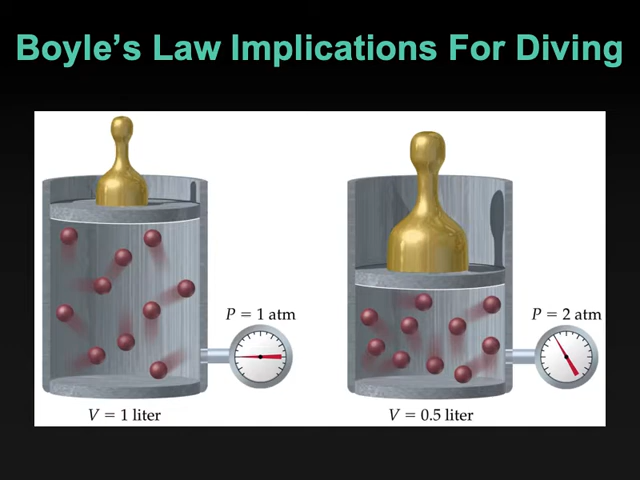 Boyle's Law Implications For Diving
P = 1 atm
P = 2 atm
V = 1 liter
V = 0.5 liter